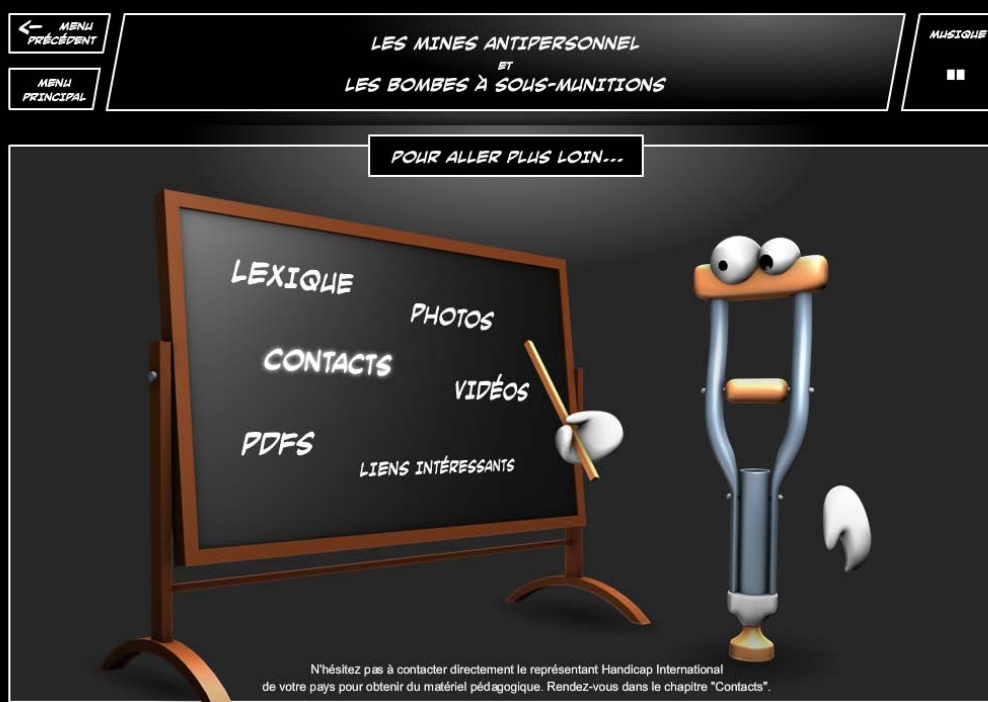 <— MENU
PRÉCÉDENT
MENU
PRINCIPAL
LES MINES ANTIPERSONNEL
ET
LES BOMBES À SOUS-MUNITIONS
MUSIQUE
POUR ALLER PLUS LOIN...
LEXIQUE
PHOTOS
CONTACTS
VIDÉOS
PDFS
LIENS INTÉRESSANTS
N'hésitez pas à contacter directement le représentant Handicap International
de votre pays pour obtenir du matériel pédagogique. Rendez-vous dans le chapitre "Contacts".